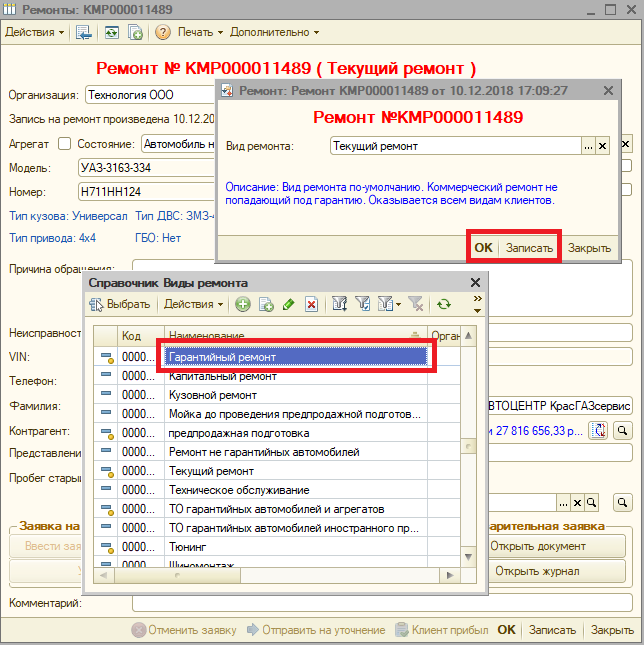 Ремонты: КМР000011489
Действия
Печать
Дополнительно
Ремонт № КМР000011489 ( Текущий ремонт )
Организация: Технология ООО
Запись на ремонт произведена 10.12.20
Агрегат Состояние: Автомобиль н
Модель: УАЗ-3163-334
Номер: Н711НН124
Тип кузова: Универсал Тип ДВС: ЗМЗ-4
Тип привода: 4x4 ГБО: Нет
Причина обращения:
Неисправност
VIN:
Телефон:
Фамилия:
ВТОЦЕНТР КрасГАЗсервис
Контрагент:
и 27 816 656,33 р...
Представлени
Пробег стары
Заявка на
Ввести зая
арительная заявка
Открыть документ
Открыть журнал
Комментарий:
Отменить заявку
Отправить на уточнение
Клиент прибыл
OK
Записать
Закрыть
Ремонт: Ремонт КМР000011489 от 10.12.2018 17:09:27
Ремонт №КМР000011489
Вид ремонта: Текущий ремонт ...
Описание: Вид ремонта по-умолчанию. Коммерческий ремонт не
попадающий под гарантию. Оказывается всем видам клиентов.
OK Записать Закрыть
Справочник Виды ремонта
Выбрать Действия
Код Наименование Орган
0000... Гарантийный ремонт
0000... Капитальный ремонт
0000... Кузовной ремонт
0000... Мойка до проведения предпродажной подготов...
0000... предпродажная подготовка
0000... Ремонт не гарантийных автомобилей
0000... Текущий ремонт
0000... Техническое обслуживание
0000... ТО гарантийных автомобилей и агрегатов
0000... ТО гарантийных автомобилей иностранного пр...
0000... Тюнинг
0000... Шиномонтаж